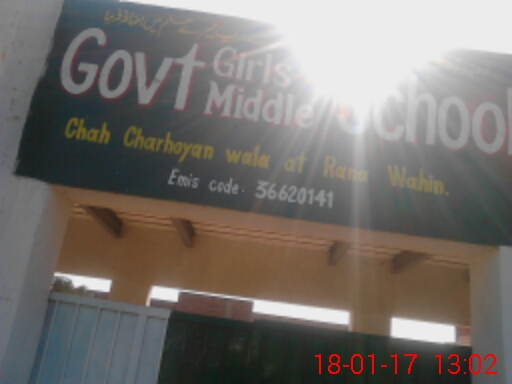 Govt Girls Middle School
Chah Charhoyan wala at Rana Wahin.
Emis code. 36620141
18-01-17 13:02